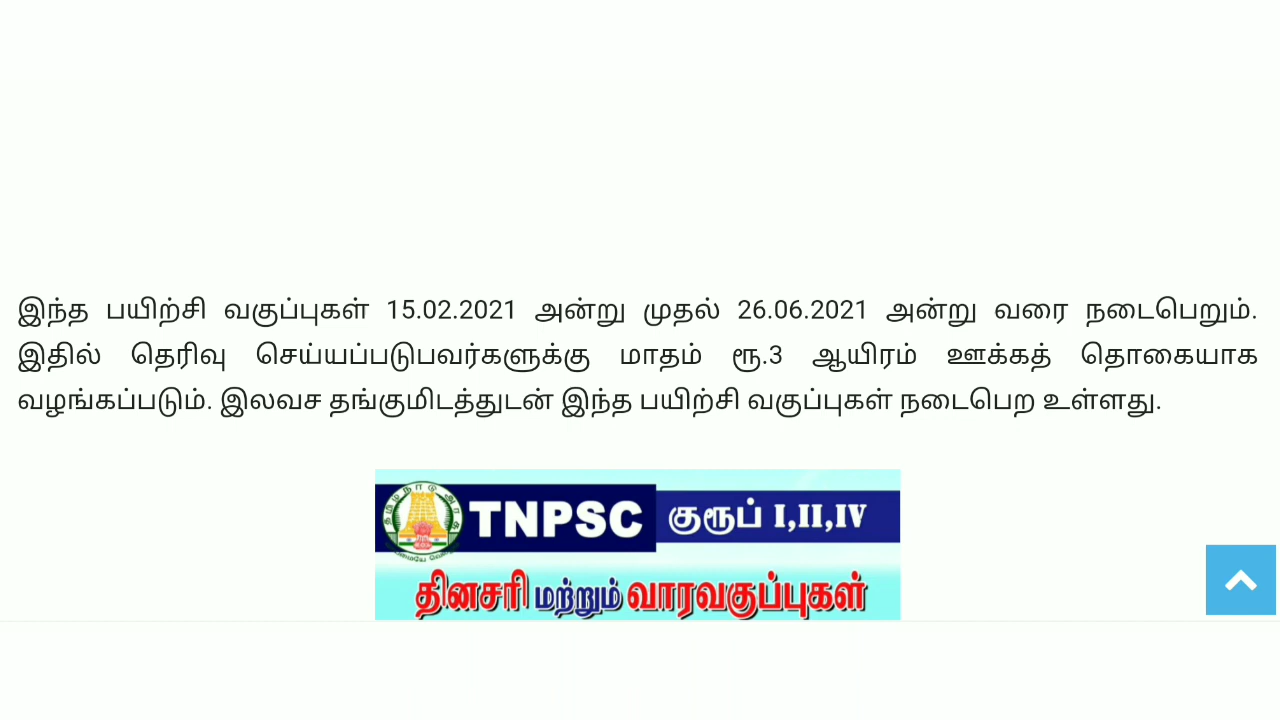 இந்த பயிற்சி வகுப்புகள் 15.02.2021 அன்று முதல் 26.06.2021 அன்று வரை நடைபெறும்.
இதில் தெரிவு செய்யப்படுபவர்களுக்கு மாதம் ரூ.3 ஆயிரம் ஊக்கத் தொகையாக
வழங்கப்படும். இலவச தங்குமிடத்துடன் இந்த பயிற்சி வகுப்புகள் நடைபெற உள்ளது.
தமிழ்நாடு அரசு
TNPSC குரூப் I,II,IV
தினசரி மற்றும் வாரவகுப்புகள்